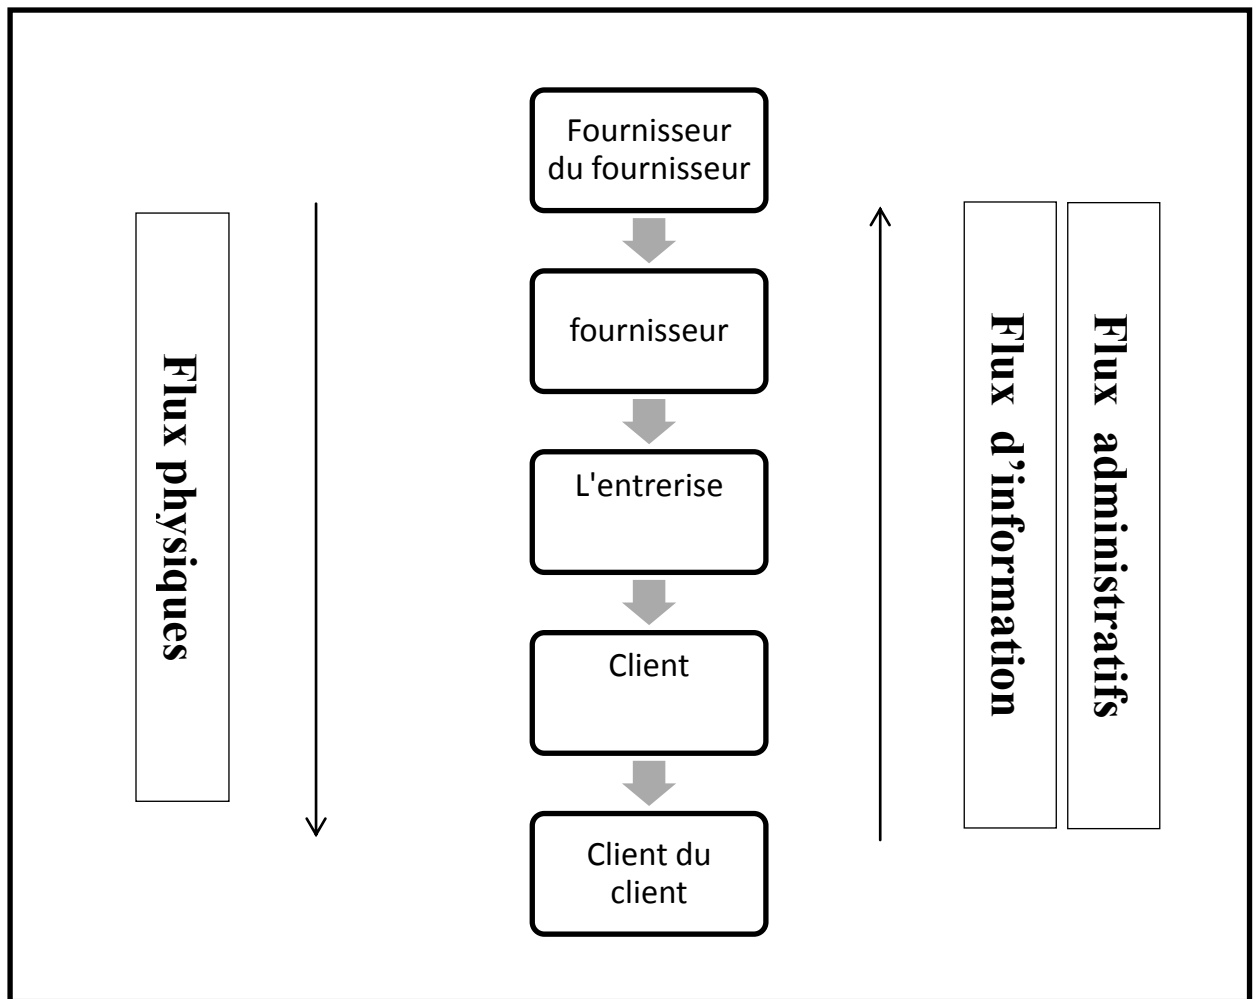 Fournisseur
du fournisseur
fournisseur
L'entrerise
Client
Client du
client
Flux physiques
Flux d’information
Flux administratifs